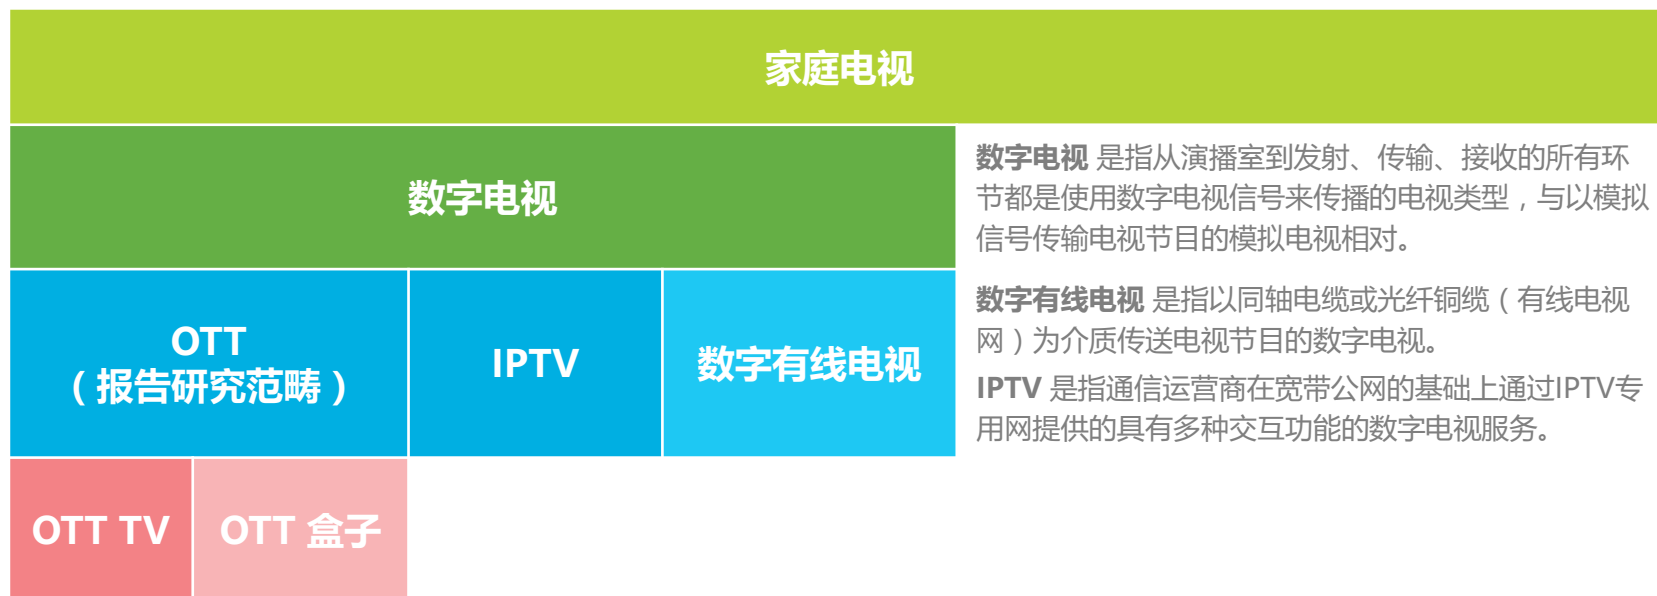 家庭电视
数字电视
数字电视 是指从演播室到发射、传输、接收的所有环
节都是使用数字电视信号来传播的电视类型，与以模拟
信号传输电视节目的模拟电视相对。
OTT
（报告研究范畴）
IPTV
数字有线电视
数字有线电视 是指以同轴电缆或光纤铜缆（有线电视
网）为介质传送电视节目的数字电视。
IPTV 是指通信运营商在宽带公网的基础上通过IPTV专
用网提供的具有多种交互功能的数字电视服务。
OTT TV
OTT 盒子